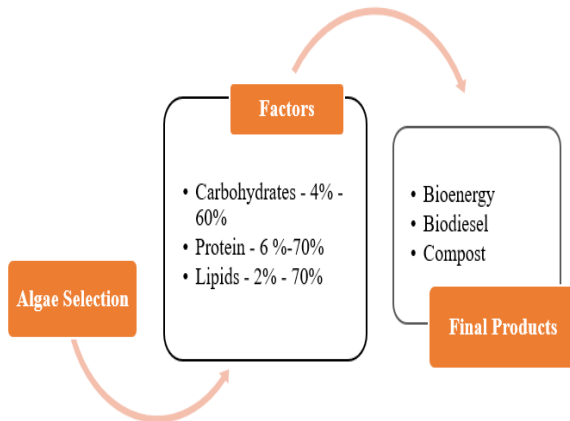 Factors
• Carbohydrates - 4% -
60%
• Protein - 6 %-70%
• Lipids - 2% - 70%
Algae Selection
• Bioenergy
• Biodiesel
• Compost
Final Products